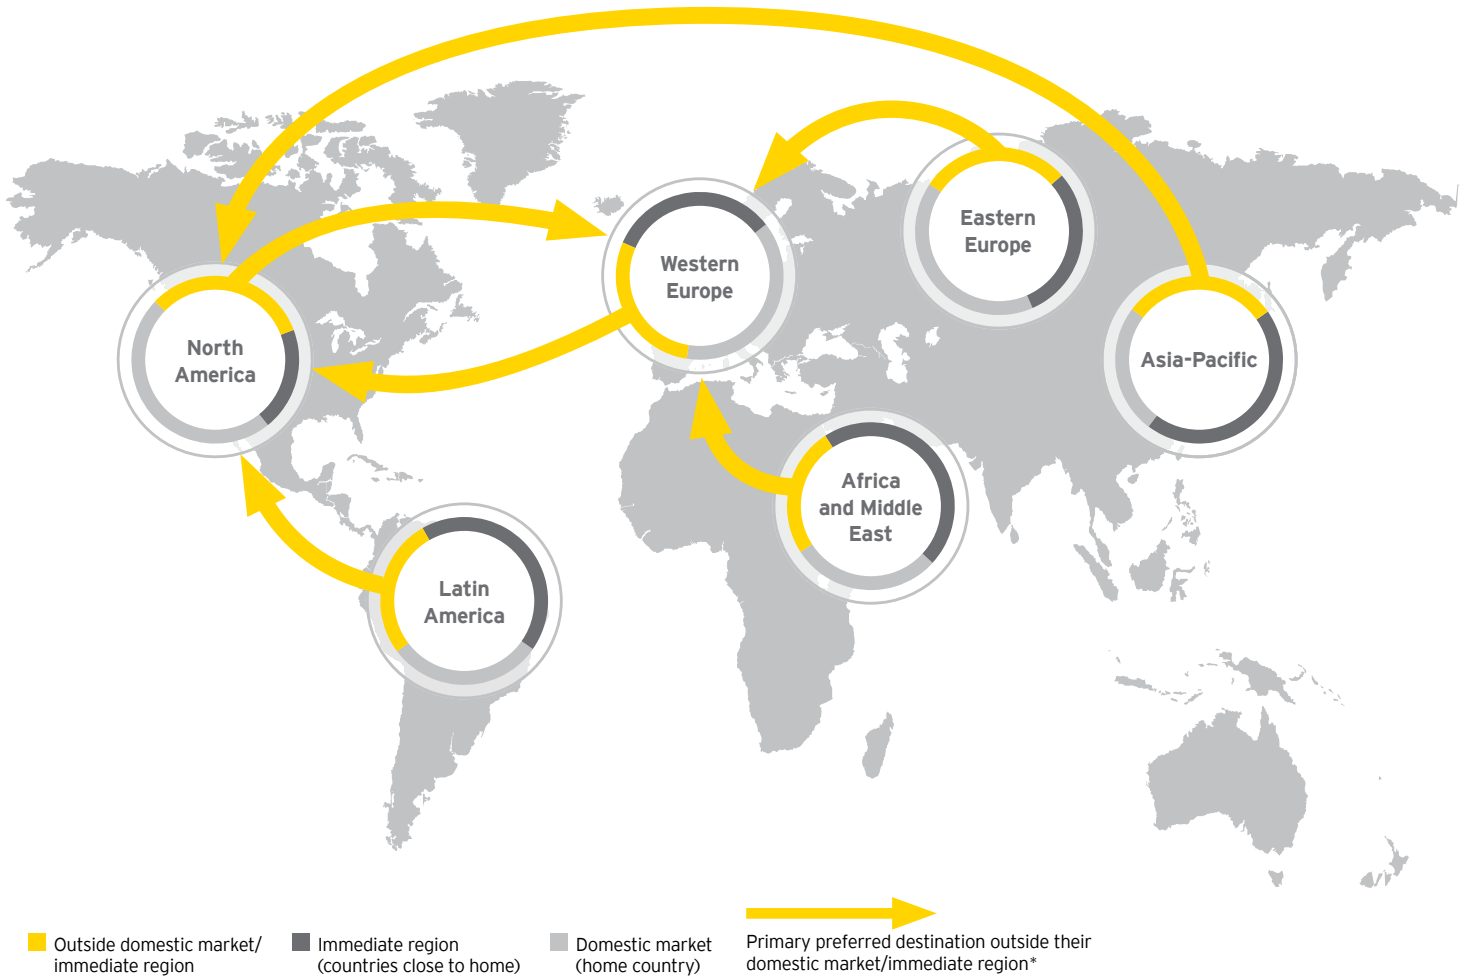 Eastern
Europe
Western
Europe
North
America
Asia-Pacific
Africa
and Middle
East
Latin
America
Outside domestic market/
immediate region
Immediate region
(countries close to home)
Domestic market
(home country)
Primary preferred destination outside their
domestic market/immediate region*